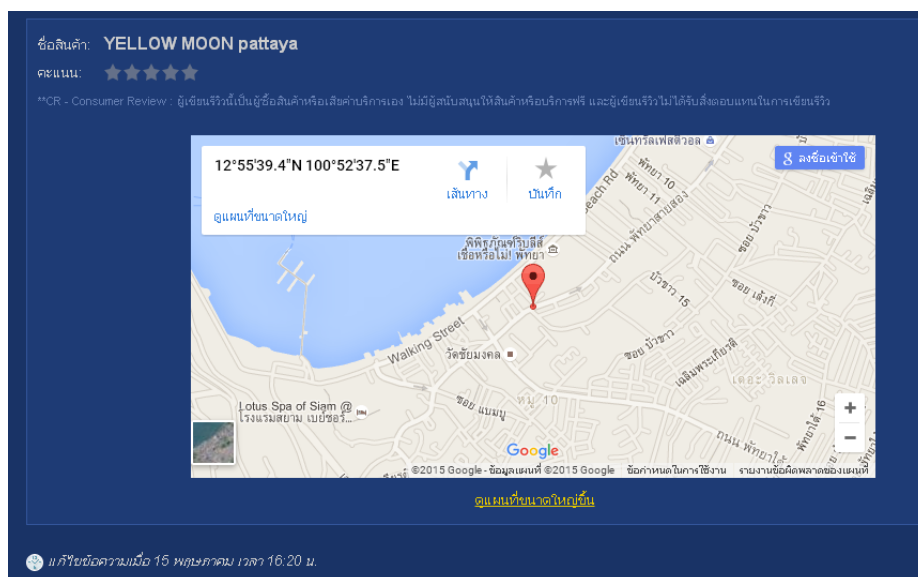 ชื่อสินค้า: YELLOW MOON pattaya
คะแนน:
**CR - Consumer Review : ผู้เขียนรีวิวนี้เป็นผู้ซื้อสินค้าหรือเสียค่าบริการเอง ไม่มีผู้สนับสนุนให้สินค้าหรือบริการฟรี และผู้เขียนรีวิวไม่ได้รับสิ่งตอบแทนในการเขียนรีวิว
เซ็นทรัลเฟสติวอล
12°55'39.4"N 100°52'37.5"E
เส้นทาง
บันทึก
ดูแผนที่ขนาดใหญ่
g ลงชื่อเข้าใช้
Beach Rd
พัทยา 10
พัทยา 11
ถนน พัทยาสายสอง
ซอย บัวขาว
พิพิธภัณฑ์ริบลีส์
เชื่อหรือไม่! พัทยา
บัวขาว 15
ซอย เล้งกี่
Walking Street
วัดชัยมงคล
ซอย บัวขาว
เฉลิมพระเกียรติ
เดอะ วิลเลจ
Lotus Spa of Siam @
โรงแรมสยาม เบย์ชอร์...
ซอย แบมบู
หมู่ 10
ถนน พัทยาใต้
พัทยาใต้ 16
+
−
Google
©2015 Google - ข้อมูลแผนที่ ©2015 Google
ข้อกำหนดในการใช้งาน
รายงานข้อผิดพลาดของแผนที่
ดูแผนที่ขนาดใหญ่ขึ้น
แก้ไขข้อความเมื่อ 15 พฤษภาคม เวลา 16:20 น.